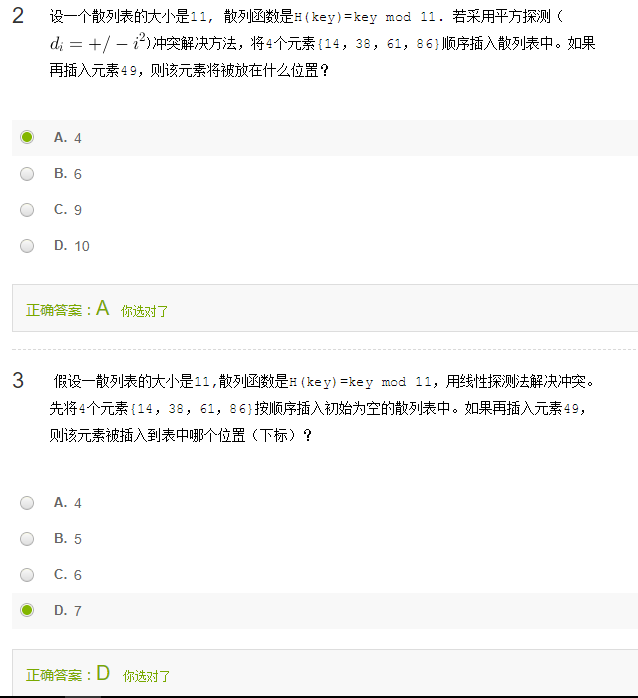 2 设一个散列表的大小是11, 散列函数是H(key)=key mod 11. 若采用平方探测（
dᵢ = +/ − i²)冲突解决方法，将4个元素{14，38，61，86}顺序插入散列表中。如果
再插入元素49，则该元素将被放在什么位置？
A. 4
B. 6
C. 9
D. 10
正确答案：A 你选对了
3 假设一散列表的大小是11,散列函数是H(key)=key mod 11，用线性探测法解决冲突。
先将4个元素{14，38，61，86}按顺序插入初始为空的散列表中。如果再插入元素49，
则该元素被插入到表中哪个位置（下标）？
A. 4
B. 5
C. 6
D. 7
正确答案：D 你选对了